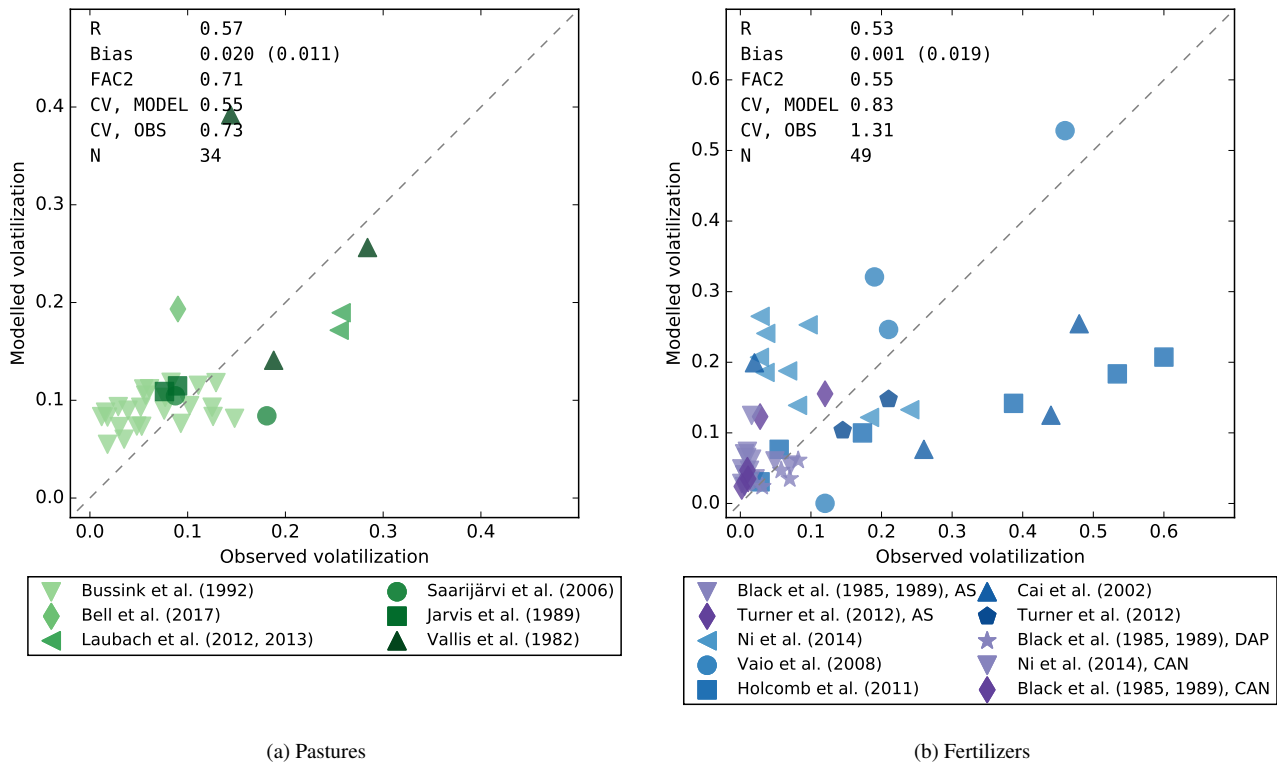 R 0.57
Bias 0.020 (0.011)
FAC2 0.71
CV, MODEL 0.55
CV, OBS 0.73
N 34
0.4
0.3
0.2
0.1
0.0
Modelled volatilization
0.0 0.1 0.2 0.3 0.4
Observed volatilization
Bussink et al. (1992)
Bell et al. (2017)
Laubach et al. (2012, 2013)
Saarijärvi et al. (2006)
Jarvis et al. (1989)
Vallis et al. (1982)
(a) Pastures
R 0.53
Bias 0.001 (0.019)
FAC2 0.55
CV, MODEL 0.83
CV, OBS 1.31
N 49
0.6
0.5
0.4
0.3
0.2
0.1
0.0
Modelled volatilization
0.0 0.1 0.2 0.3 0.4 0.5 0.6
Observed volatilization
Black et al. (1985, 1989), AS
Turner et al. (2012), AS
Ni et al. (2014)
Vaio et al. (2008)
Holcomb et al. (2011)
Cai et al. (2002)
Turner et al. (2012)
Black et al. (1985, 1989), DAP
Ni et al. (2014), CAN
Black et al. (1985, 1989), CAN
(b) Fertilizers